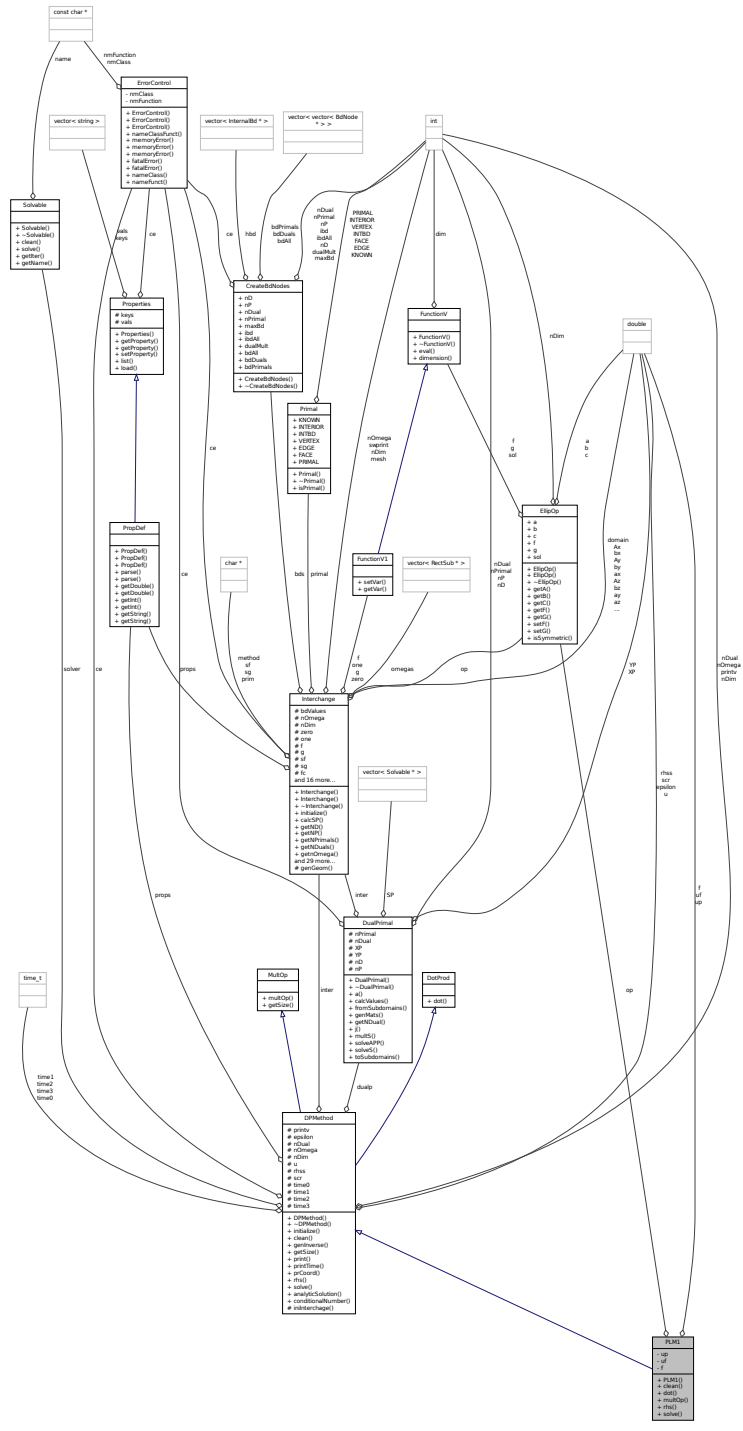 const char *
name
nmFunction
nmClass
ErrorControl
- nmClass
- nmFunction
+ ErrorControl()
+ ErrorControl()
+ ErrorControl()
+ nameClassFunct()
+ memoryError()
+ memoryError()
+ memoryError()
+ fatalError()
+ fatalError()
+ nameClass()
+ nameFunct()
vector< string >
vector< InternalBd * >
vector< vector< BdNode
* > >
int
Solvable
+ Solvable()
+ ~Solvable()
+ clean()
+ solve()
+ getIter()
+ getName()
vals
keys
ce
ce
hbd
bdPrimals
bdDuals
bdAll
nDual
nPrimal
nP
ibd
ibdAll
nD
dualMult
maxBd
PRIMAL
INTERIOR
VERTEX
INTBD
FACE
EDGE
KNOWN
dim
Properties
# keys
# vals
+ Properties()
+ getProperty()
+ getProperty()
+ setProperty()
+ list()
+ load()
CreateBdNodes
+ nD
+ nP
+ nDual
+ nPrimal
+ maxBd
+ ibd
+ ibdAll
+ dualMult
+ bdAll
+ bdDuals
+ bdPrimals
+ CreateBdNodes()
+ ~CreateBdNodes()
FunctionV
+ FunctionV()
+ ~FunctionV()
+ eval()
+ dimension()
nDim
double
Primal
+ KNOWN
+ INTERIOR
+ INTBD
+ VERTEX
+ EDGE
+ FACE
+ PRIMAL
+ Primal()
+ ~Primal()
+ isPrimal()
ce
nOmega
swprint
nDim
mesh
f
g
sol
a
b
c
PropDef
+ PropDef()
+ PropDef()
+ PropDef()
+ parse()
+ parse()
+ getDouble()
+ getDouble()
+ getInt()
+ getInt()
+ getString()
+ getString()
EllipOp
+ a
+ b
+ c
+ f
+ g
+ sol
+ EllipOp()
+ EllipOp()
+ ~EllipOp()
+ getA()
+ getB()
+ getC()
+ getF()
+ getG()
+ setF()
+ setG()
+ isSymmetric()
char *
FunctionV1
+ setVar()
+ getVar()
vector< RectSub * >
ce
bds
primal
nDual
nPrimal
nP
nD
domain
Ax
bx
Ay
by
ax
Az
bz
ay
az
...
solver
ce
props
method
sf
sg
prim
f
one
g
zero
omegas
op
YP
XP
nDual
nOmega
printv
nDim
Interchange
# bdValues
# nOmega
# nDim
# zero
# one
# f
# g
# sf
# sg
# fc
and 16 more...
+ Interchange()
+ Interchange()
+ ~Interchange()
+ initialize()
+ calcSP()
+ getND()
+ getNP()
+ getNPrimals()
+ getNDuals()
+ getnOmega()
and 29 more...
# genGeom()
vector< Solvable * >
rhss
scr
epsilon
u
props
inter
SP
f
uf
up
DualPrimal
# nPrimal
# nDual
# XP
# YP
# nD
# nP
+ DualPrimal()
+ ~DualPrimal()
+ a()
+ calcValues()
+ fromSubdomains()
+ genMats()
+ getNDual()
+ j()
+ multS()
+ solveAPP()
+ solveS()
+ toSubdomains()
time_t
MultOp
+ multOp()
+ getSize()
DotProd
+ dot()
inter
op
time1
time2
time3
time0
dualp
DPMethod
# printv
# epsilon
# nDual
# nOmega
# nDim
# u
# rhss
# scr
# time0
# time1
# time2
# time3
+ DPMethod()
+ ~DPMethod()
+ initialize()
+ clean()
+ genInverse()
+ getSize()
+ print()
+ printTime()
+ prCoord()
+ rhs()
+ solve()
+ analyticSolution()
+ conditionalNumber()
# iniInterchage()
PLM1
- up
- uf
- f
+ PLM1()
+ clean()
+ dot()
+ multOp()
+ rhs()
+ solve()